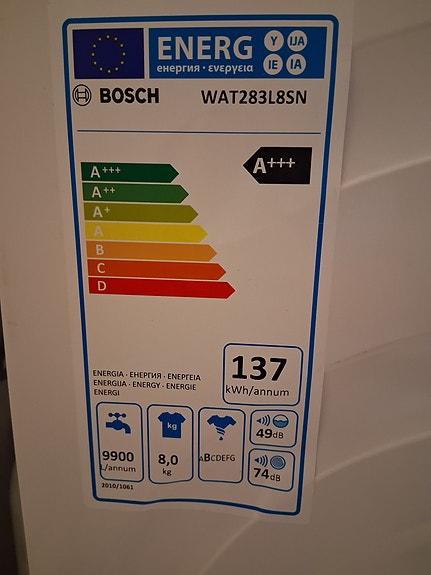 ENERG Y IJA
енергия · ενεργεια IE IA
BOSCH WAT283L8SN
A+++ A+++
A++
A+
A
B
C
D
ENERGIA · ЕНЕРГИЯ · ΕΝΕΡΓΕΙΑ
ENERGIJA · ENERGY · ENERGIE
ENERGI
137
kWh/annum
9900
L/annum
kg
8,0
kg
ABCDEFG
49dB
74dB
2010/1061